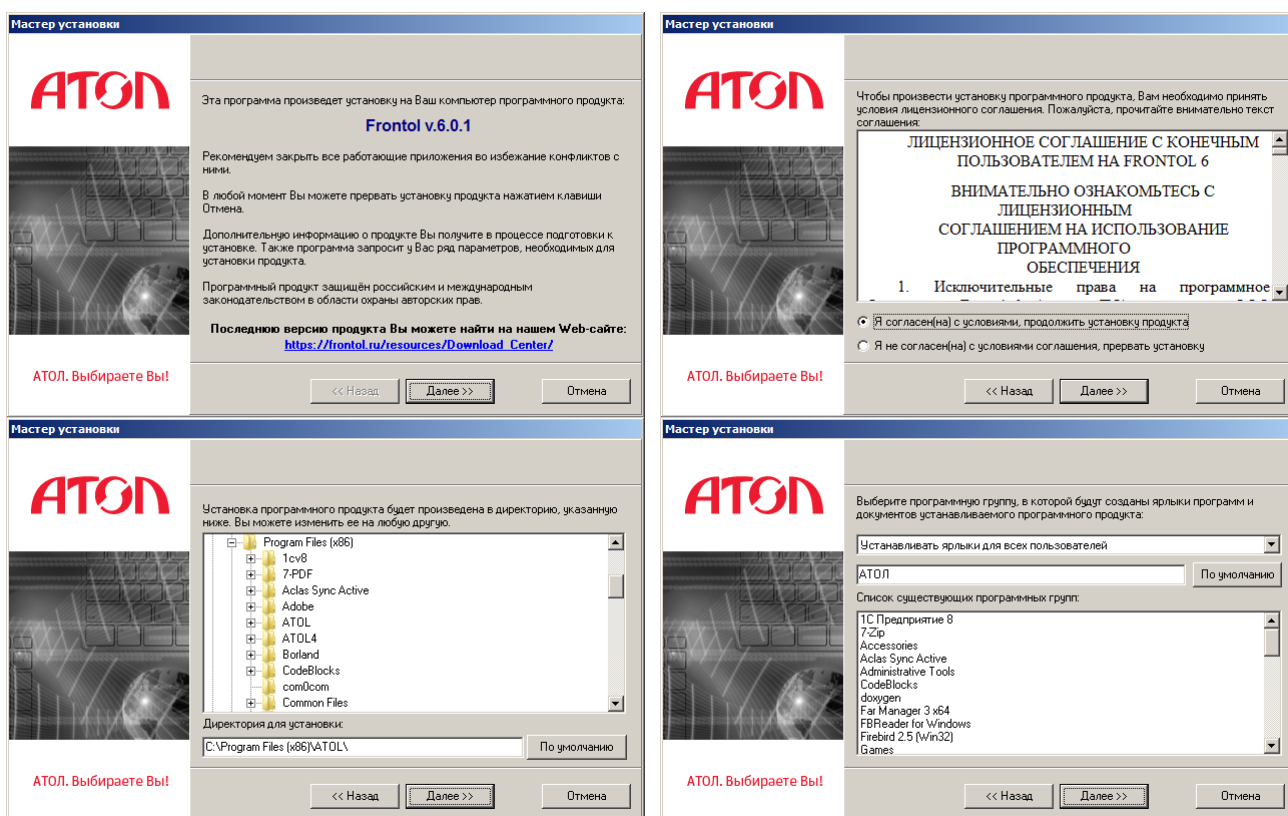 Мастер установки
АТОЛ
Эта программа произведет установку на Ваш компьютер программного продукта:
Frontol v.6.0.1
Рекомендуем закрыть все работающие приложения во избежание конфликтов с
ними.
В любой момент Вы можете прервать установку продукта нажатием клавиши
Отмена.
Дополнительную информацию о продукте Вы получите в процессе подготовки к
установке. Также программа запросит у Вас ряд параметров, необходимых для
установки продукта.
Программный продукт защищён российским и международным
законодательством в области охраны авторских прав.
Последнюю версию продукта Вы можете найти на нашем Web-сайте:
https://frontol.ru/resources/Download_Center/
АТОЛ. Выбираете Вы!
<< Назад
Далее >>
Отмена
Мастер установки
АТОЛ
Чтобы произвести установку программного продукта, Вам необходимо принять
условия лицензионного соглашения. Пожалуйста, прочитайте внимательно текст
соглашения:
ЛИЦЕНЗИОННОЕ СОГЛАШЕНИЕ С КОНЕЧНЫМ
ПОЛЬЗОВАТЕЛЕМ НА FRONTOL 6
ВНИМАТЕЛЬНО ОЗНАКОМЬТЕСЬ С
ЛИЦЕНЗИОННЫМ
СОГЛАШЕНИЕМ НА ИСПОЛЬЗОВАНИЕ
ПРОГРАММНОГО
ОБЕСПЕЧЕНИЯ
1. Исключительные права на программное
Я согласен(на) с условиями, продолжить установку продукта
Я не согласен(на) с условиями соглашения, прервать установку
АТОЛ. Выбираете Вы!
<< Назад
Далее >>
Отмена
Мастер установки
АТОЛ
Установка программного продукта будет произведена в директорию, указанную
ниже. Вы можете изменить ее на любую другую.
Program Files (x86)
1cv8
7-PDF
Aclas Sync Active
Adobe
ATOL
ATOL4
Borland
CodeBlocks
com0com
Common Files
Директория для установки:
C:\Program Files (x86)\ATOL\
По умолчанию
АТОЛ. Выбираете Вы!
<< Назад
Далее >>
Отмена
Мастер установки
АТОЛ
Выберите программную группу, в которой будут созданы ярлыки программ и
документов устанавливаемого программного продукта:
Устанавливать ярлыки для всех пользователей
АТОЛ
По умолчанию
Список существующих программных групп:
1С Предприятие 8
7-Zip
Accessories
Aclas Sync Active
Administrative Tools
CodeBlocks
doxygen
Far Manager 3 x64
FBReader for Windows
Firebird 2.5 (Win32)
Games
АТОЛ. Выбираете Вы!
<< Назад
Далее >>
Отмена